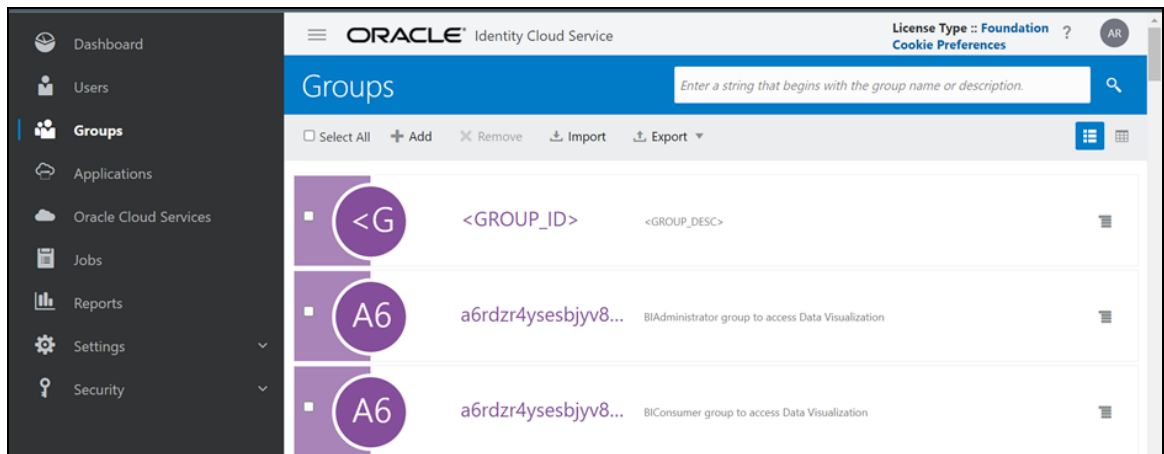 Dashboard
Users
Groups
Applications
Oracle Cloud Services
Jobs
Reports
Settings
Security
ORACLE® Identity Cloud Service
License Type :: Foundation ?
Cookie Preferences
AR
Groups
Enter a string that begins with the group name or description.
Select All Add Remove Import Export
<G <GROUP_ID> <GROUP_DESC>
A6 a6rdzr4ysesbjyv8... BIAdministrator group to access Data Visualization
A6 a6rdzr4ysesbjyv8... BIConsumer group to access Data Visualization